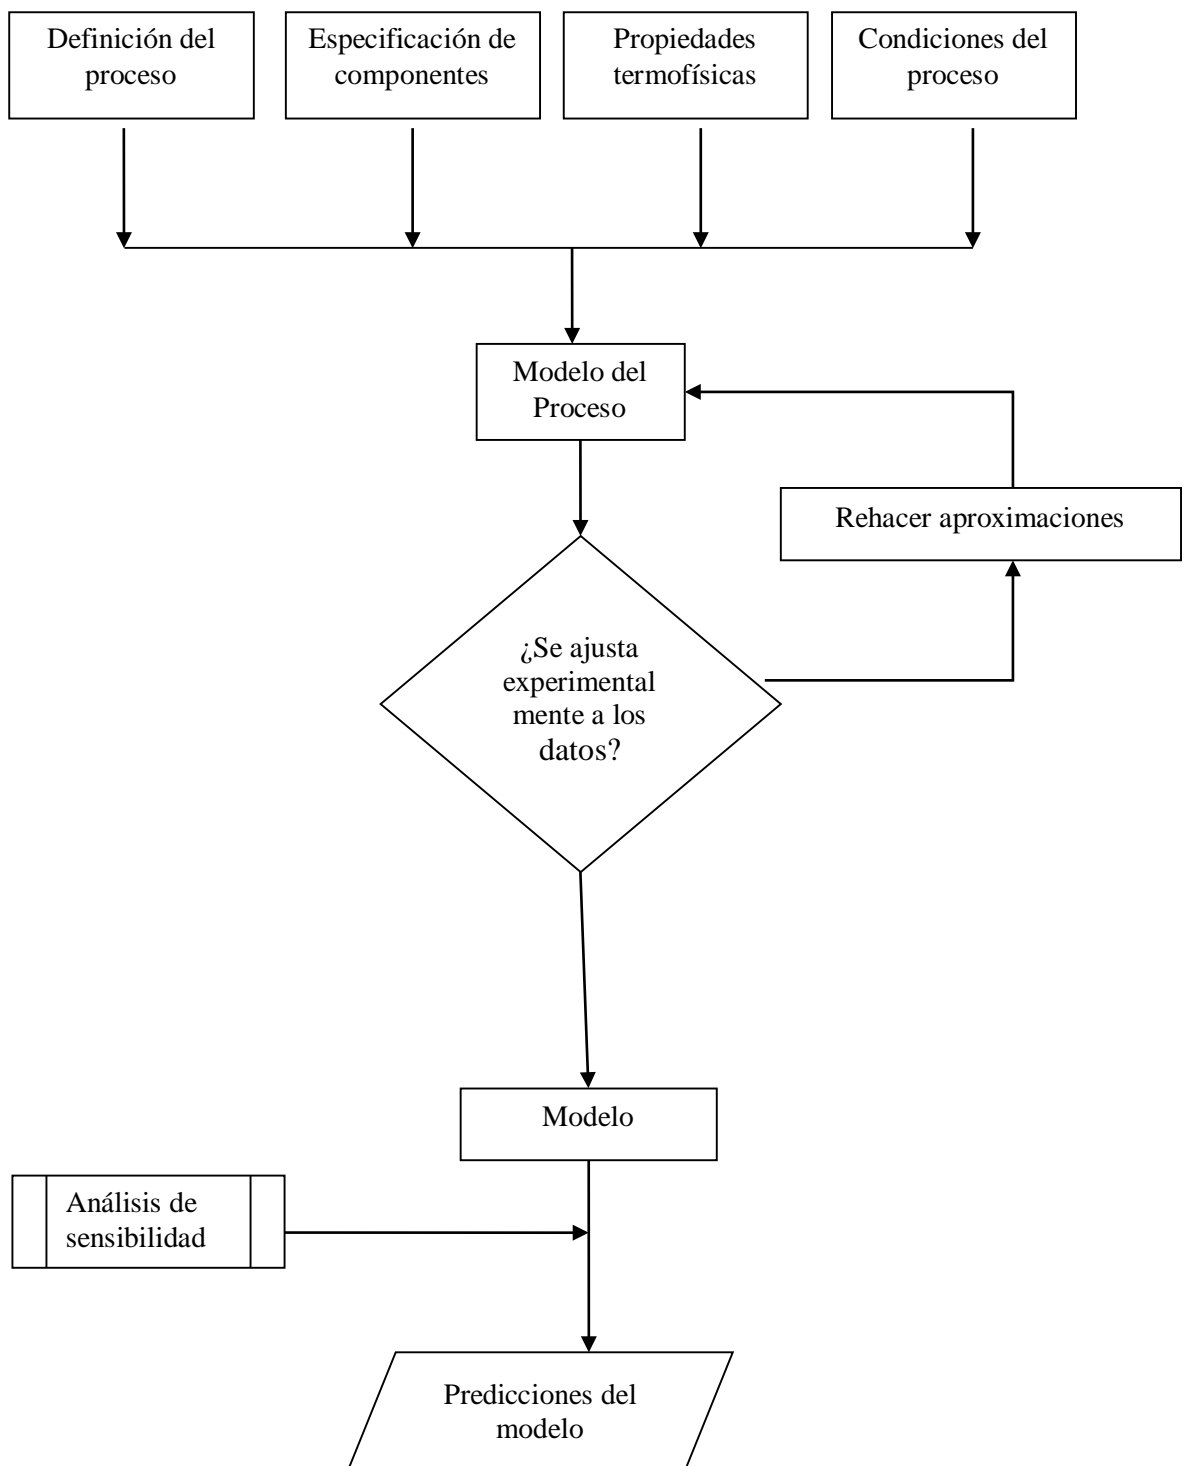 Definición del
proceso
Especificación de
componentes
Propiedades
termofísicas
Condiciones del
proceso
Modelo del
Proceso
Rehacer aproximaciones
¿Se ajusta
experimental
mente a los
datos?
Modelo
Análisis de
sensibilidad
Predicciones del
modelo